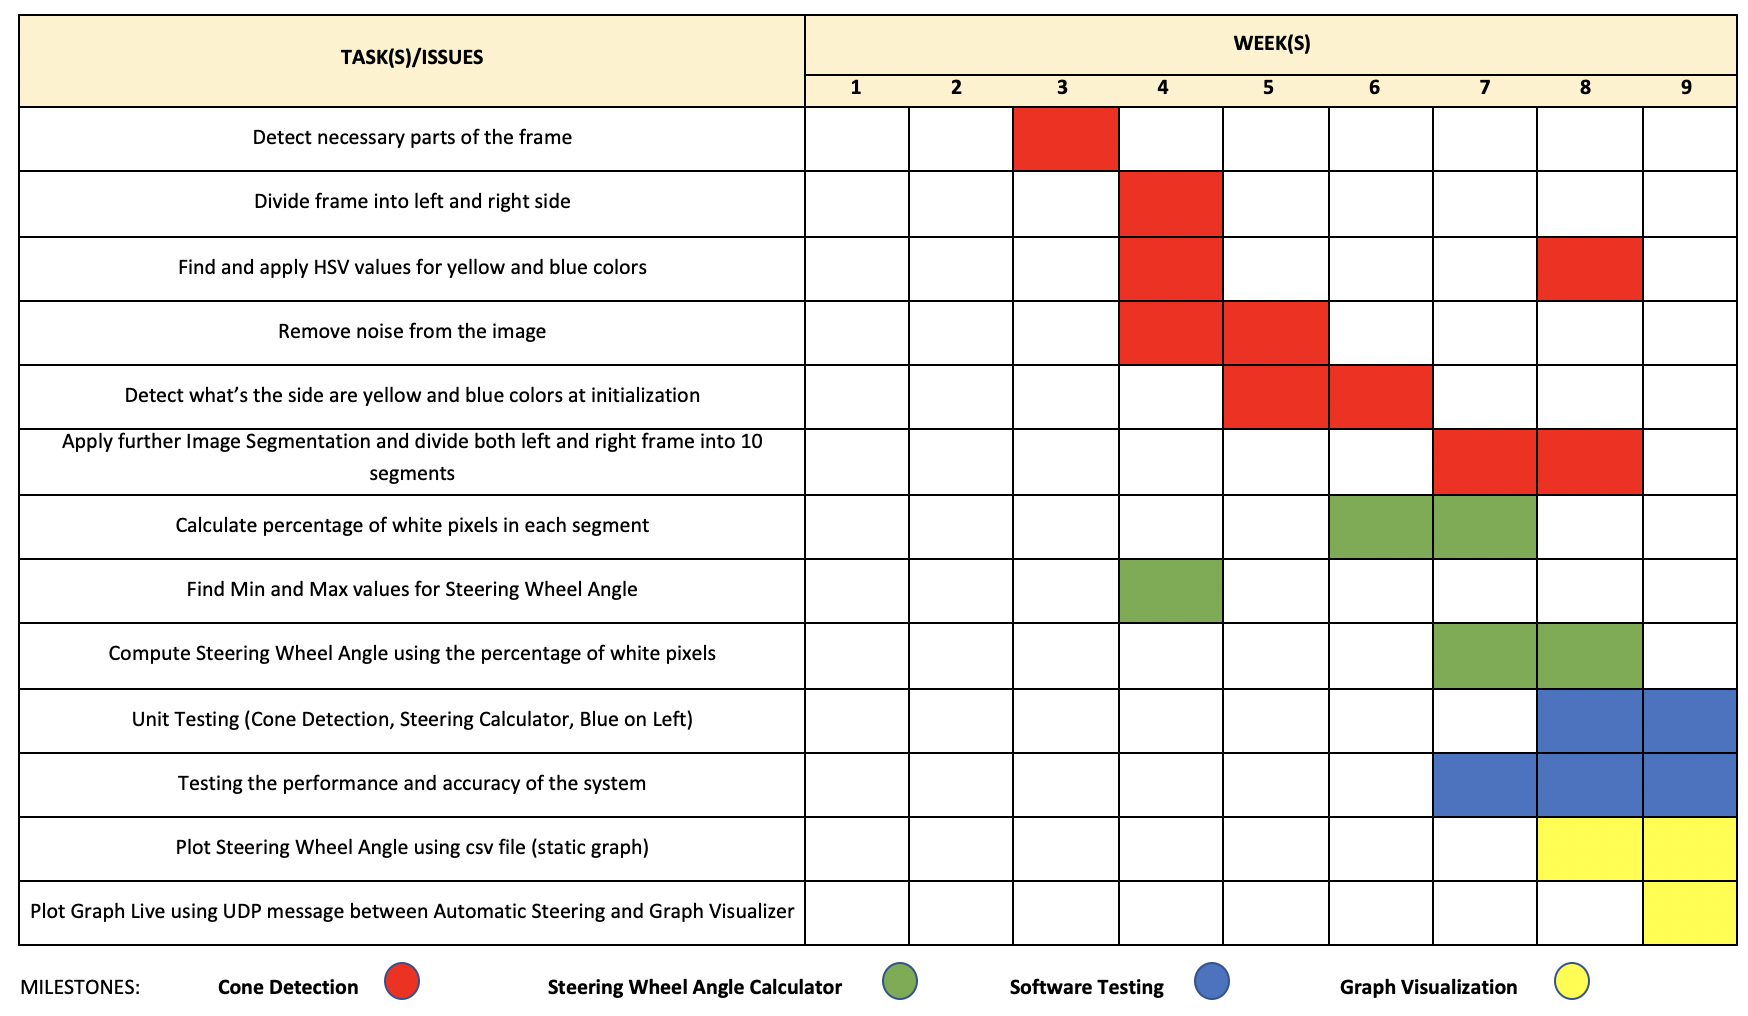 TASK(S)/ISSUES
WEEK(S)
1 2 3 4 5 6 7 8 9
Detect necessary parts of the frame
Divide frame into left and right side
Find and apply HSV values for yellow and blue colors
Remove noise from the image
Detect what’s the side are yellow and blue colors at initialization
Apply further Image Segmentation and divide both left and right frame into 10
segments
Calculate percentage of white pixels in each segment
Find Min and Max values for Steering Wheel Angle
Compute Steering Wheel Angle using the percentage of white pixels
Unit Testing (Cone Detection, Steering Calculator, Blue on Left)
Testing the performance and accuracy of the system
Plot Steering Wheel Angle using csv file (static graph)
Plot Graph Live using UDP message between Automatic Steering and Graph Visualizer
MILESTONES: Cone Detection Steering Wheel Angle Calculator Software Testing Graph Visualization